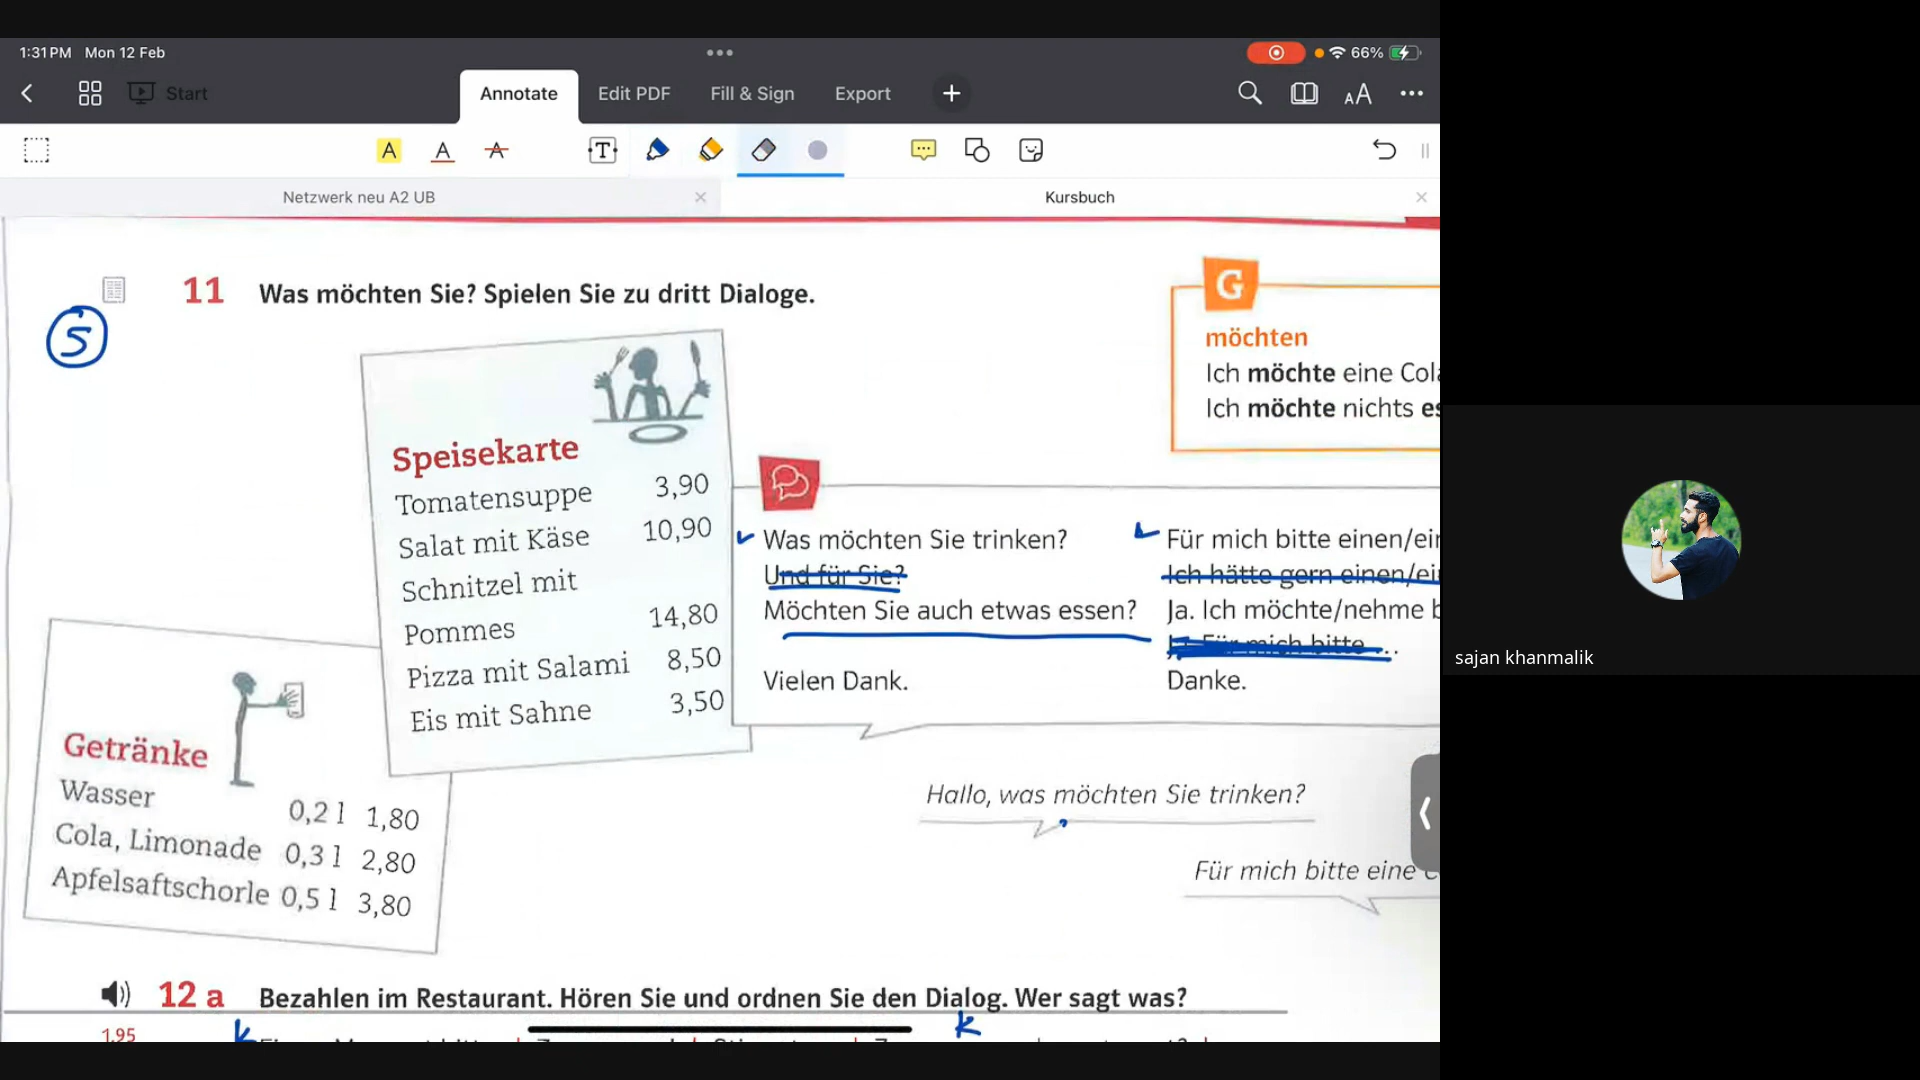 1:31 PM Mon 12 Feb
66%
Start
Annotate
Edit PDF
Fill & Sign
Export
Netzwerk neu A2 UB
Kursbuch
S
11 Was möchten Sie? Spielen Sie zu dritt Dialoge.
G
möchten
Ich möchte eine Col
Ich möchte nichts es
Speisekarte
Tomatensuppe 3,90
Salat mit Käse 10,90
Schnitzel mit
Pommes 14,80
Pizza mit Salami 8,50
Eis mit Sahne 3,50
Was möchten Sie trinken?
Und für Sie?
Möchten Sie auch etwas essen?
Vielen Dank.
Für mich bitte einen/ei
Ich hätte gern einen/ei
Ja. Ich möchte/nehme
Für mich bitte ...
Danke.
Getränke
Wasser 0,2 l 1,80
Cola, Limonade 0,3 l 2,80
Apfelsaftschorle 0,5 l 3,80
Hallo, was möchten Sie trinken?
Für mich bitte eine
12 a Bezahlen im Restaurant. Hören Sie und ordnen Sie den Dialog. Wer sagt was?
1.95
k
k
sajan khanmalik